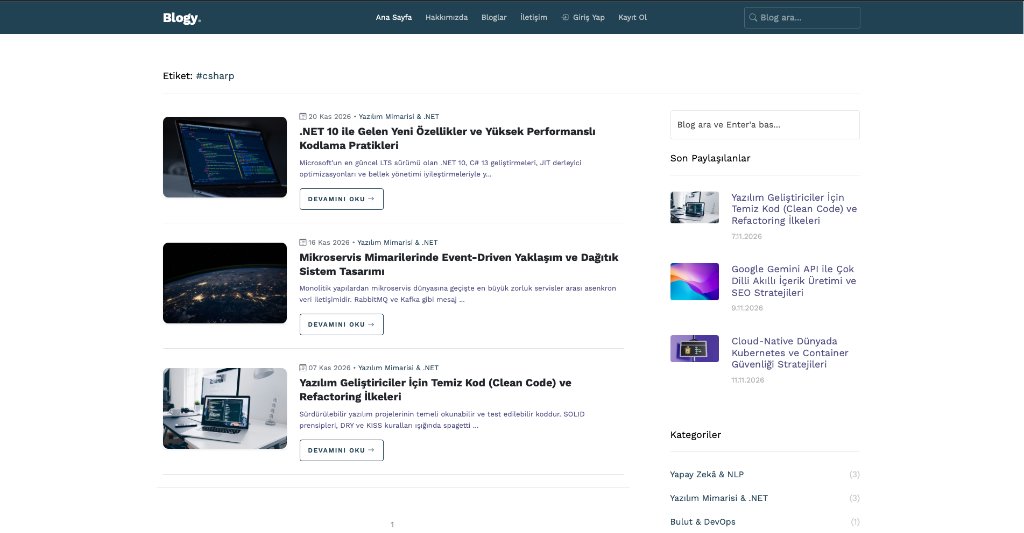 Blogy.
Ana Sayfa
Hakkımızda
Bloglar
İletişim
Giriş Yap
Kayıt Ol
Blog ara...
Etiket: #csharp
20 Kas 2026 • Yazılım Mimarisi & .NET
.NET 10 ile Gelen Yeni Özellikler ve Yüksek Performanslı
Kodlama Pratikleri
Microsoft'un en güncel LTS sürümü olan .NET 10, C# 13 geliştirmeleri, JIT derleyici
optimizasyonları ve bellek yönetimi iyileştirmeleriyle y...
DEVAMINI OKU →
16 Kas 2026 • Yazılım Mimarisi & .NET
Mikroservis Mimarilerinde Event-Driven Yaklaşım ve Dağıtık
Sistem Tasarımı
Monolitik yapılardan mikroservis dünyasına geçişte en büyük zorluk servisler arası asenkron
veri iletişimidir. RabbitMQ ve Kafka gibi mesaj ...
DEVAMINI OKU →
07 Kas 2026 • Yazılım Mimarisi & .NET
Yazılım Geliştiriciler İçin Temiz Kod (Clean Code) ve
Refactoring İlkeleri
Sürdürülebilir yazılım projelerinin temeli okunabilir ve test edilebilir koddur. SOLID
prensipleri, DRY ve KISS kuralları ışığında spagetti ...
DEVAMINI OKU →
1
Blog ara ve Enter'a bas...
Son Paylaşılanlar
Yazılım Geliştiriciler İçin
Temiz Kod (Clean Code) ve
Refactoring İlkeleri
7.11.2026
Google Gemini API ile Çok
Dilli Akıllı İçerik Üretimi ve
SEO Stratejileri
9.11.2026
Cloud-Native Dünyada
Kubernetes ve Container
Güvenliği Stratejileri
11.11.2026
Kategoriler
Yapay Zekâ & NLP (3)
Yazılım Mimarisi & .NET (3)
Bulut & DevOps (1)